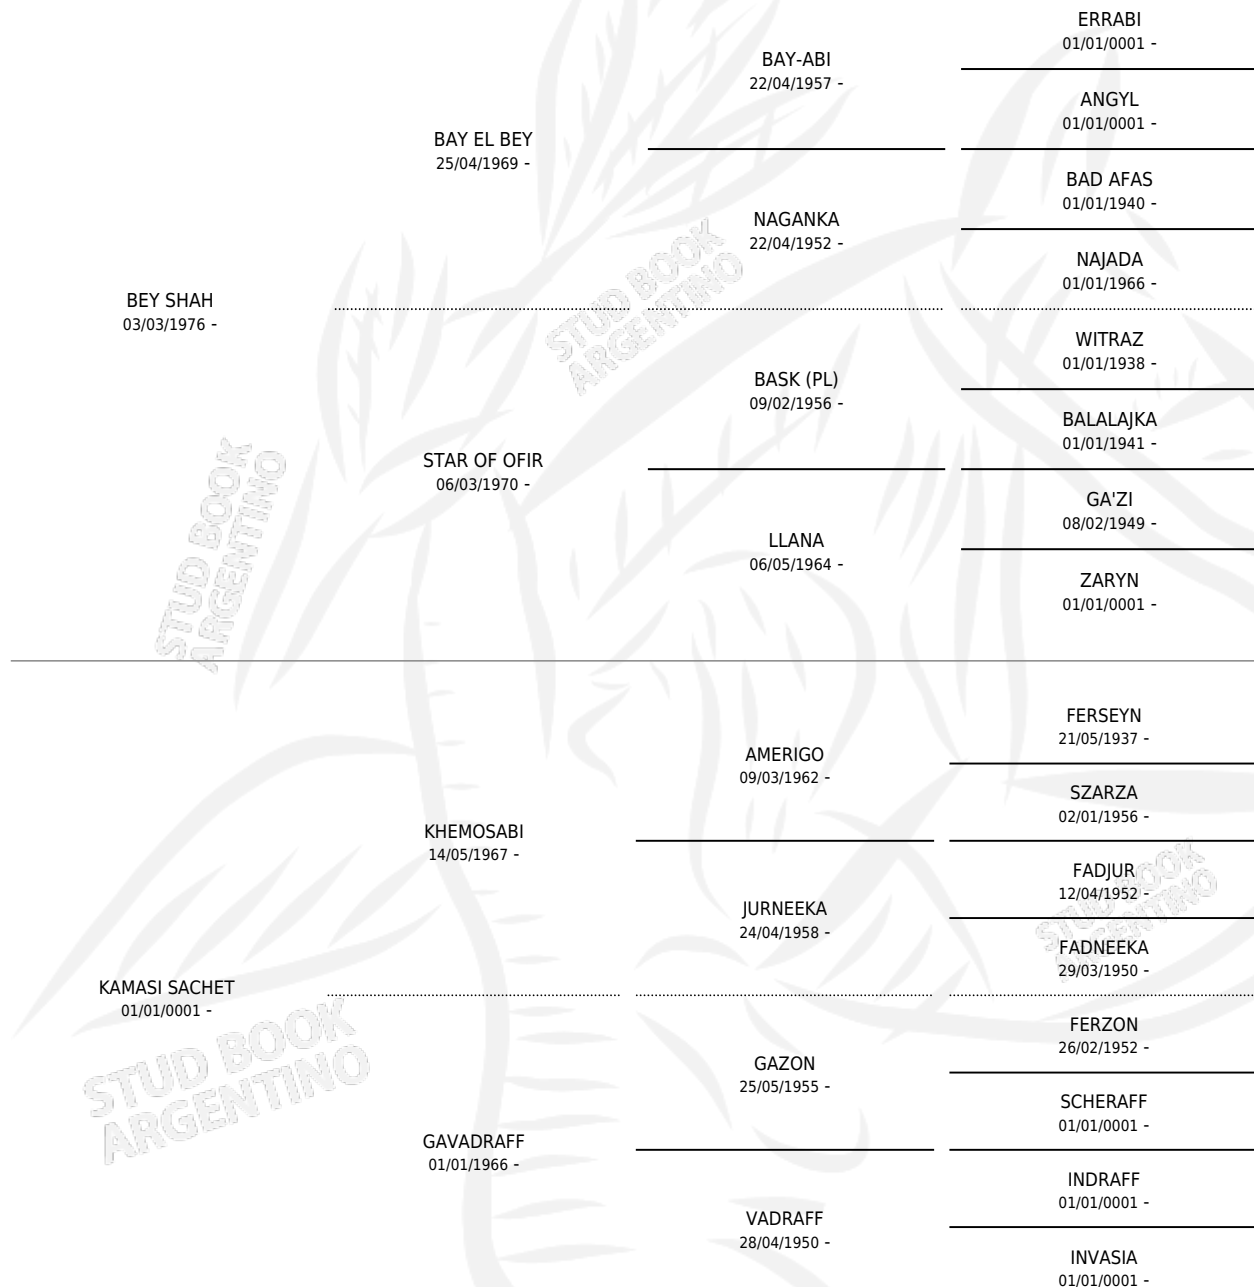 ERRABI
01/01/0001 -
BAY-ABI
22/04/1957 -
ANGYL
01/01/0001 -
BAY EL BEY
25/04/1969 -
BAD AFAS
01/01/1940 -
NAGANKA
22/04/1952 -
NAJADA
01/01/1966 -
BEY SHAH
03/03/1976 -
WITRAZ
01/01/1938 -
BASK (PL)
09/02/1956 -
BALALAJKA
01/01/1941 -
STAR OF OFIR
06/03/1970 -
GA'ZI
08/02/1949 -
LLANA
06/05/1964 -
ZARYN
01/01/0001 -
FERSEYN
21/05/1937 -
AMERIGO
09/03/1962 -
SZARZA
02/01/1956 -
KHEMOSABI
14/05/1967 -
FADJUR
12/04/1952 -
JURNEEKA
24/04/1958 -
FADNEEKA
29/03/1950 -
KAMASI SACHET
01/01/0001 -
FERZON
26/02/1952 -
GAZON
25/05/1955 -
SCHERAFF
01/01/0001 -
GAVADRAFF
01/01/1966 -
INDRAFF
01/01/0001 -
VADRAFF
28/04/1950 -
INVASIA
01/01/0001 -
STUD BOOK
ARGENTINO
STUD BOOK
ARGENTINO
STUD BOOK
ARGENTINO
STUD BOOK
ARGENTINO